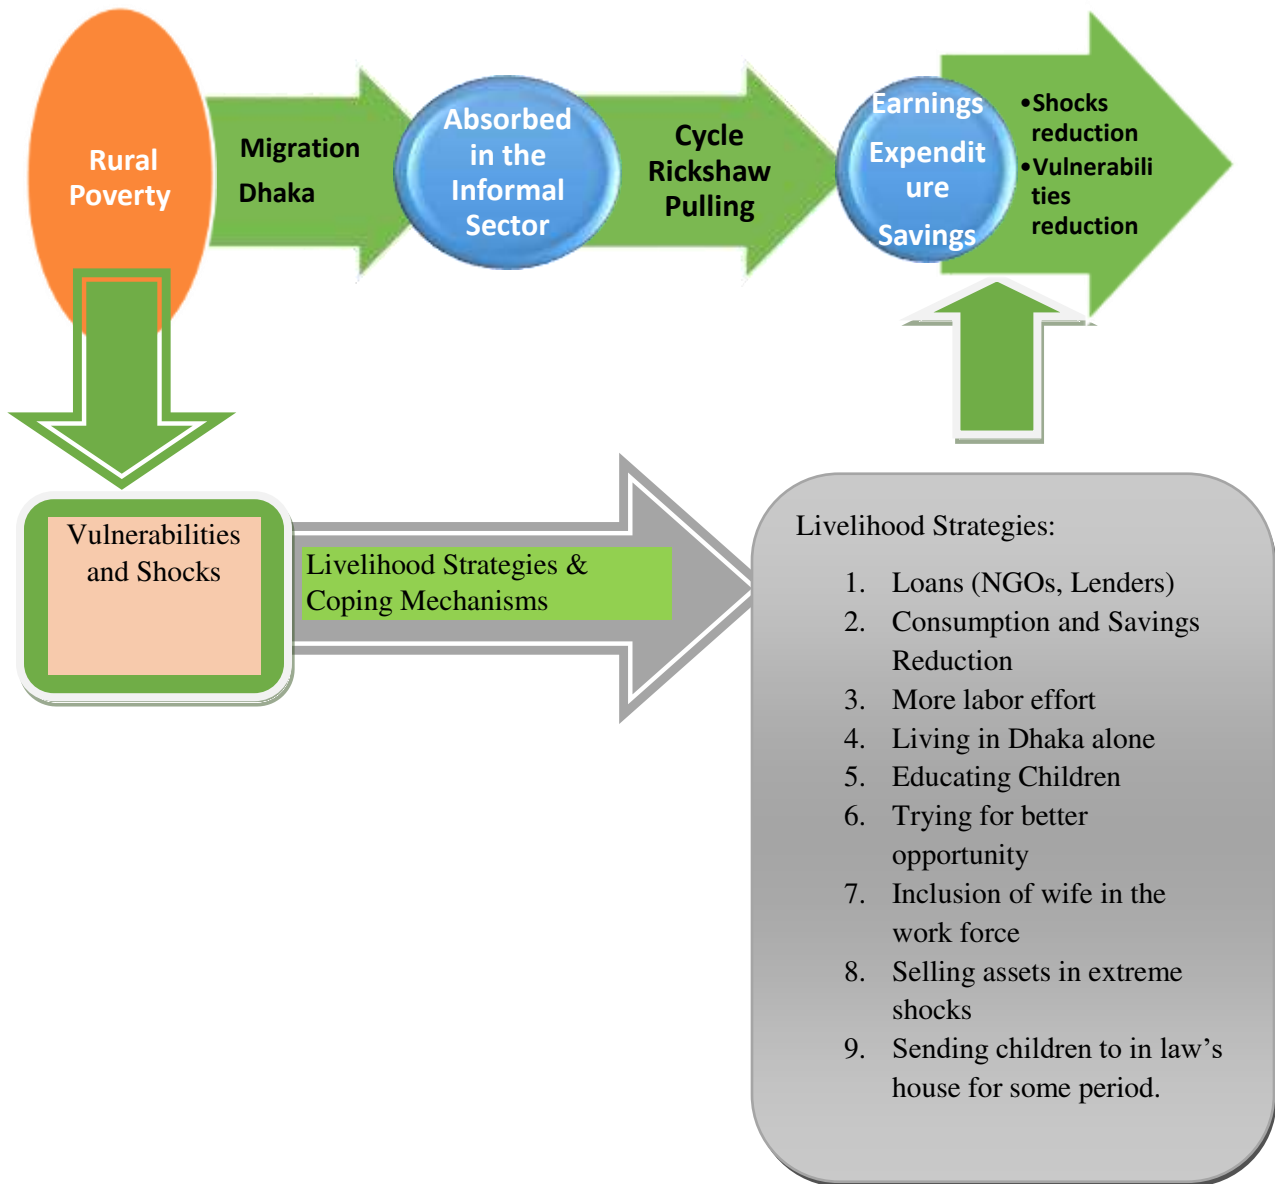 Rural
Poverty
Migration
Dhaka
Absorbed
in the
Informal
Sector
Cycle
Rickshaw
Pulling
Earnings
Expendit
ure
Savings
•Shocks
reduction
•Vulnerabili
ties
reduction
Vulnerabilities
and Shocks
Livelihood Strategies &
Coping Mechanisms
Livelihood Strategies:
1. Loans (NGOs, Lenders)
2. Consumption and Savings
Reduction
3. More labor effort
4. Living in Dhaka alone
5. Educating Children
6. Trying for better
opportunity
7. Inclusion of wife in the
work force
8. Selling assets in extreme
shocks
9. Sending children to in law’s
house for some period.